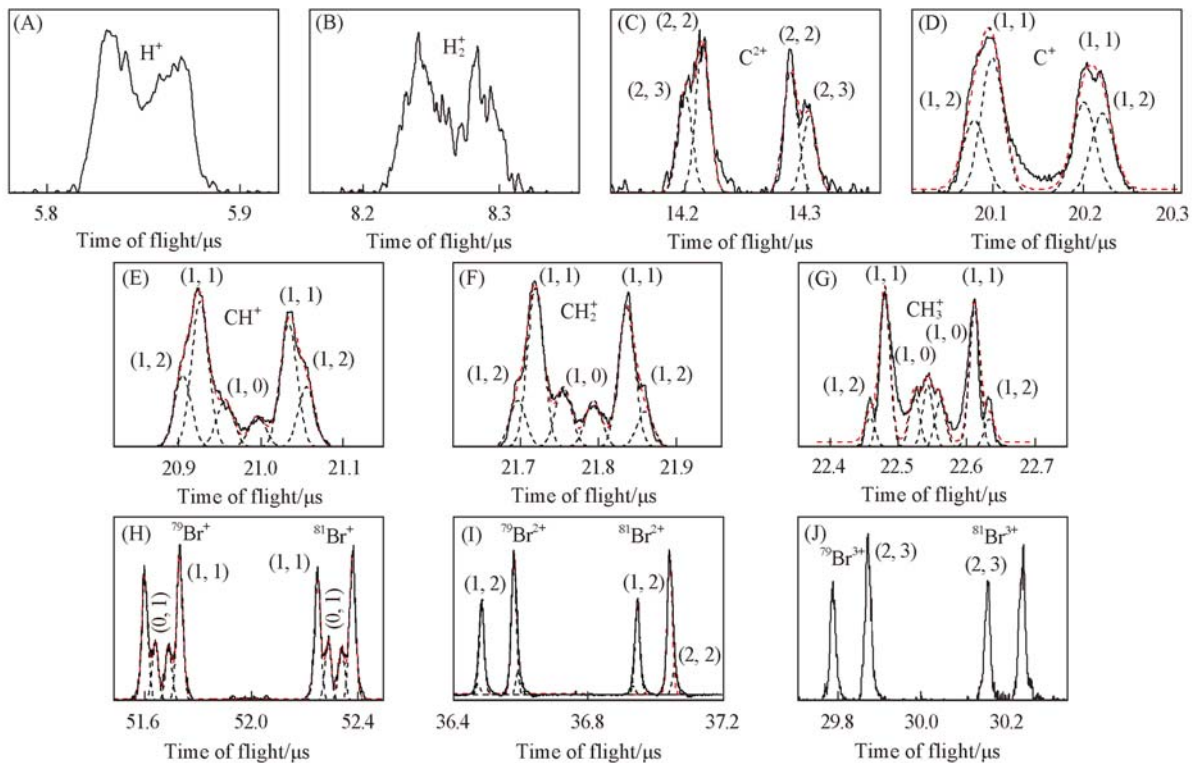 (A)
H⁺
5.8 5.9
Time of flight/μs
(B)
H₂⁺
8.2 8.3
Time of flight/μs
(C)
(2, 2)
C²⁺
(2, 2)
(2, 3)
(2, 3)
14.2 14.3
Time of flight/μs
(D)
(1, 1)
C⁺
(1, 1)
(1, 2)
(1, 2)
20.1 20.2 20.3
Time of flight/μs
(E)
(1, 1)
CH⁺
(1, 1)
(1, 2)
(1, 2)
(1, 0)
20.9 21.0 21.1
Time of flight/μs
(F)
(1, 1)
CH₂⁺
(1, 1)
(1, 2)
(1, 0)
(1, 2)
21.7 21.8 21.9
Time of flight/μs
(G)
(1, 1)
CH₃⁺
(1, 1)
(1, 0)
(1, 0)
(1, 2)
(1, 2)
22.4 22.5 22.6 22.7
Time of flight/μs
(H)
⁷⁹Br⁺
⁸¹Br⁺
(1, 1)
(1, 1)
(0, 1)
(0, 1)
51.6 52.0 52.4
Time of flight/μs
(I)
⁷⁹Br²⁺
⁸¹Br²⁺
(1, 2)
(1, 2)
(2, 2)
36.4 36.8 37.2
Time of flight/μs
(J)
⁷⁹Br³⁺
(2, 3)
⁸¹Br³⁺
(2, 3)
29.8 30.0 30.2
Time of flight/μs